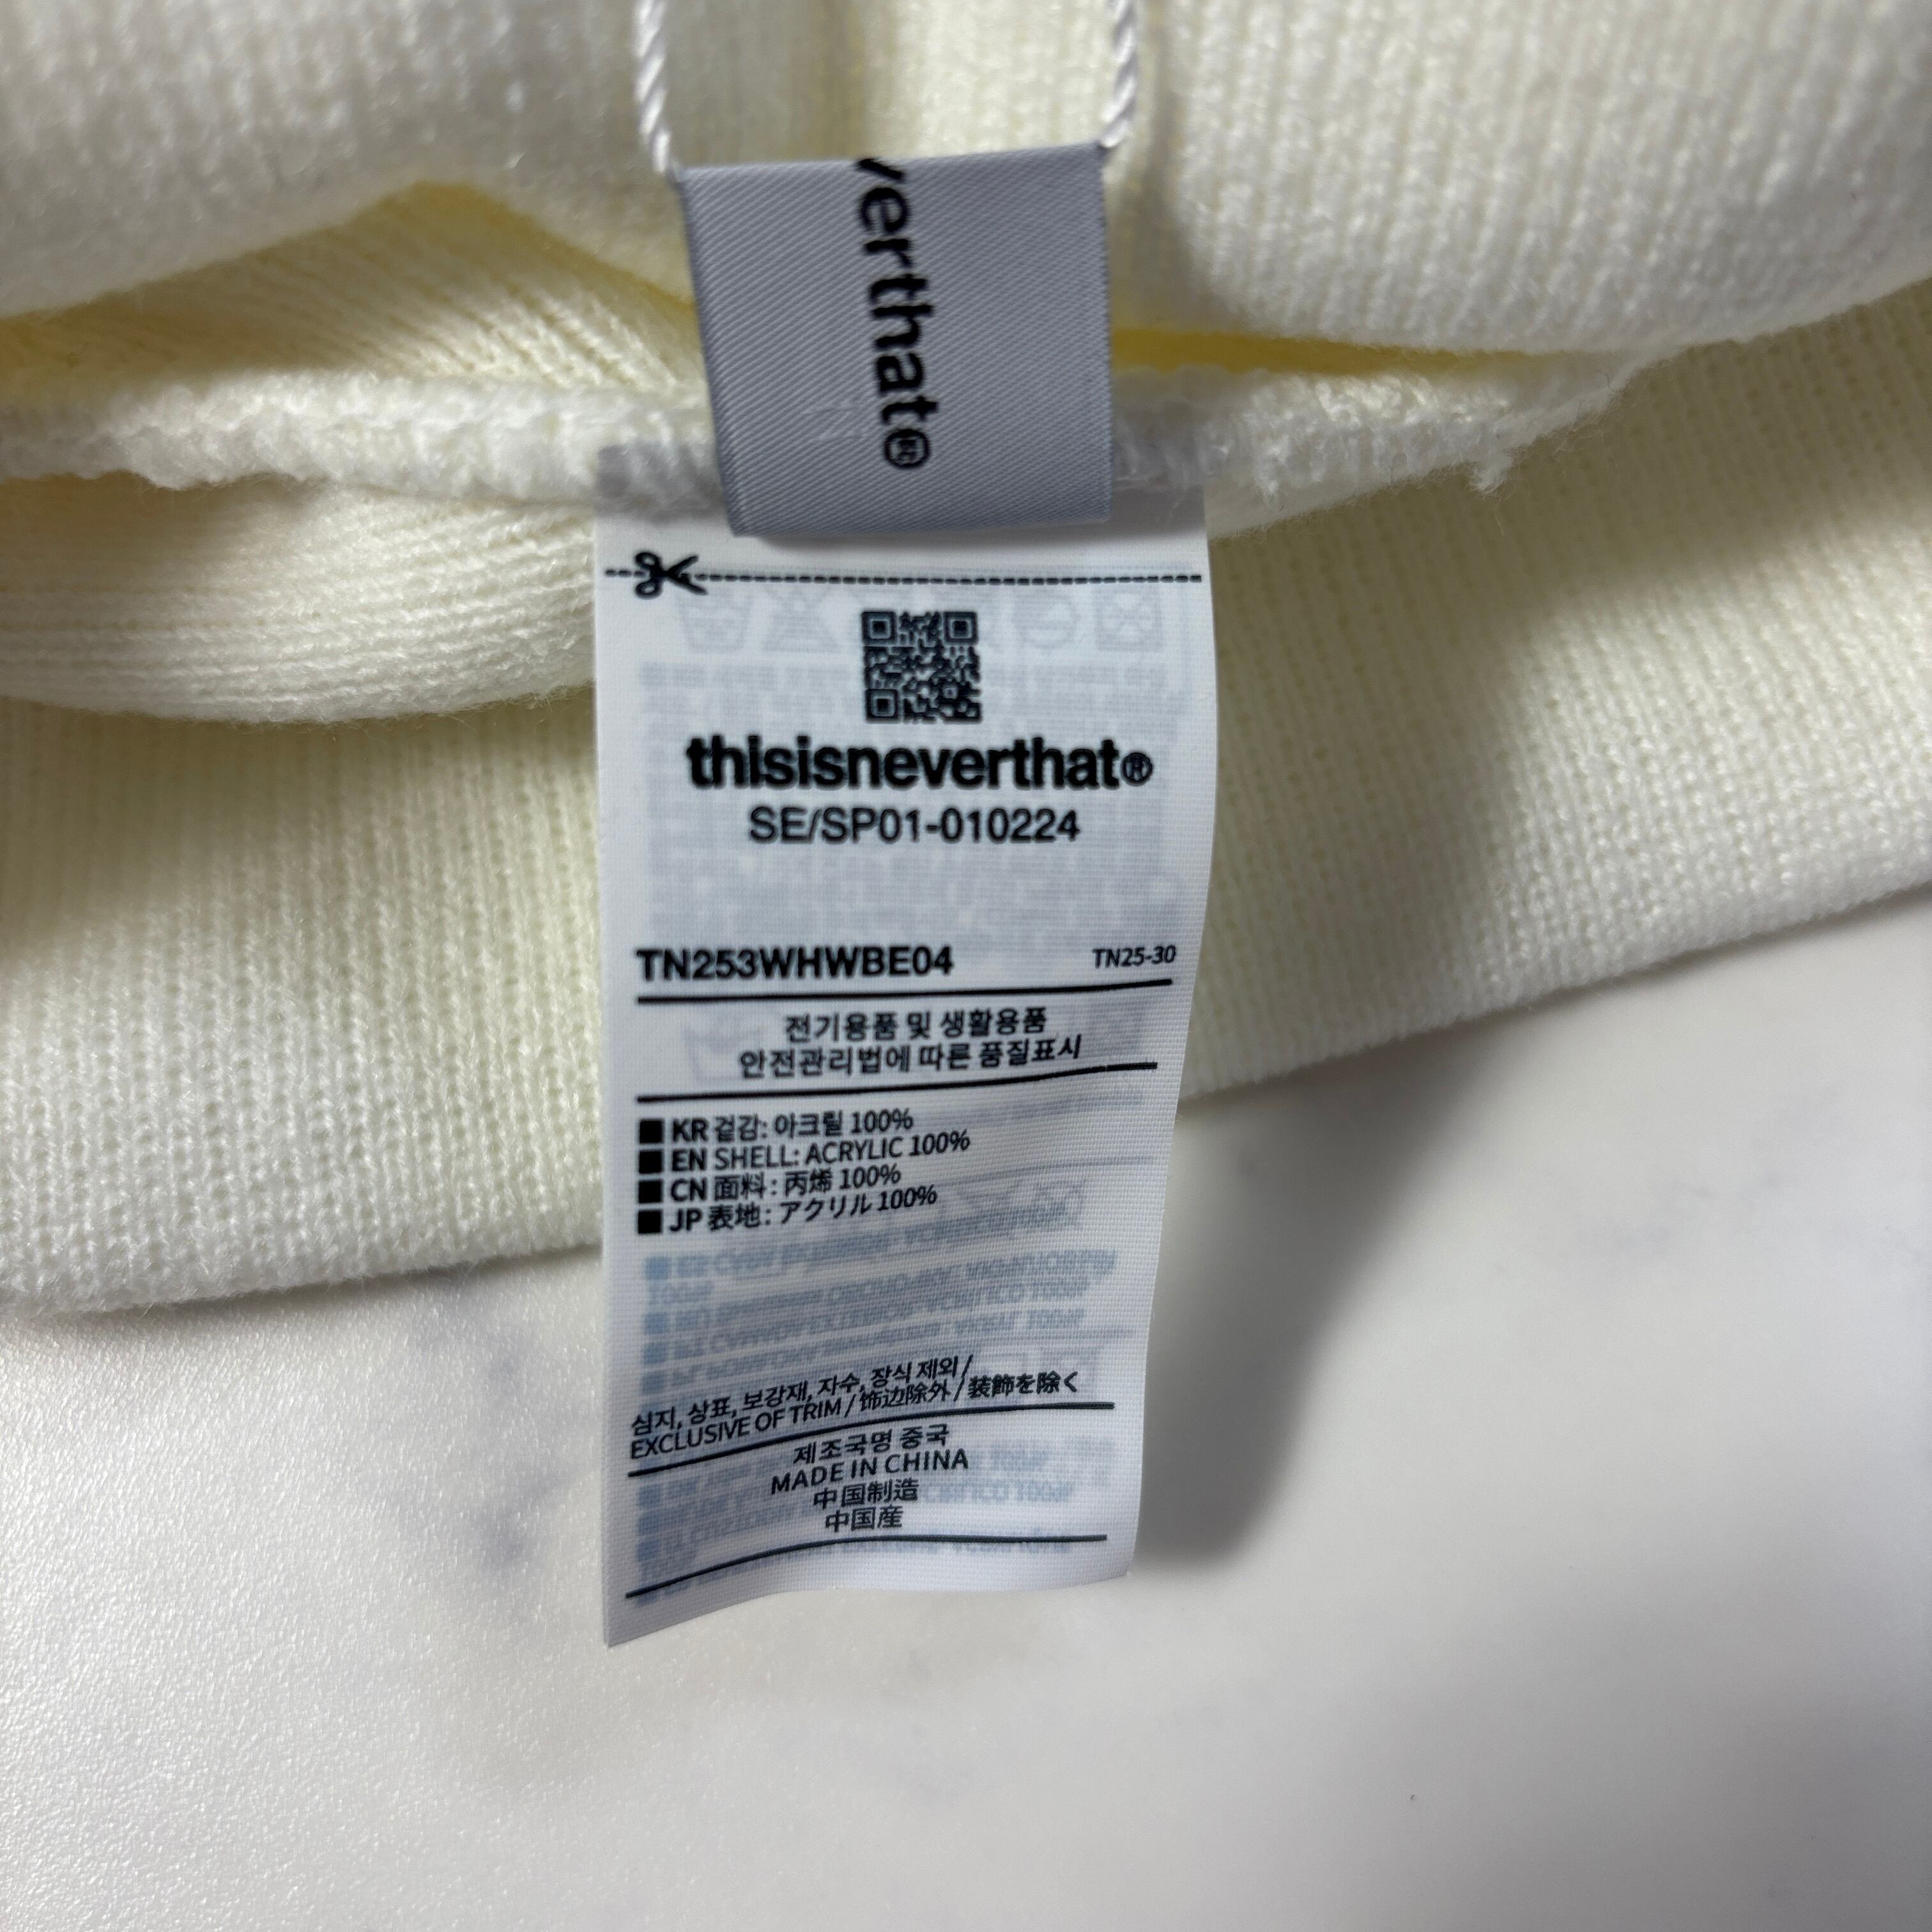 verthat®
thisisneverthat®
SE/SP01-010224
TN253WHWBE04 TN25-30
전기용품 및 생활용품
안전관리법에 따른 품질표시
■ KR 겉감: 아크릴 100%
■ EN SHELL: ACRYLIC 100%
■ CN 面料: 丙烯 100%
■ JP 表地: アクリル 100%
심지, 상표, 보강재, 자수, 장식 제외/
EXCLUSIVE OF TRIM / 饰边除外 / 装飾を除く
제조국명 중국
MADE IN CHINA
中国制造
中国産